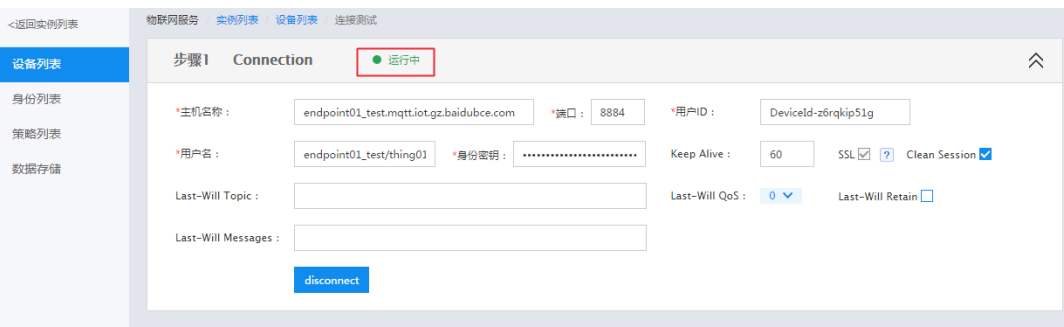 <返回实例列表
物联网服务 / 实例列表 / 设备列表 / 连接测试
设备列表
身份列表
策略列表
数据存储
步骤1 Connection ● 运行中
*主机名称： endpoint01_test.mqtt.iot.gz.baidubce.com *端口： 8884 *用户ID： DeviceId-z6rqkip51g
*用户名： endpoint01_test/thing01 *身份密钥： •••••••••••••••••••••••• Keep Alive： 60 SSL ? Clean Session
Last-Will Topic： Last-Will QoS： 0 Last-Will Retain
Last-Will Messages：
disconnect